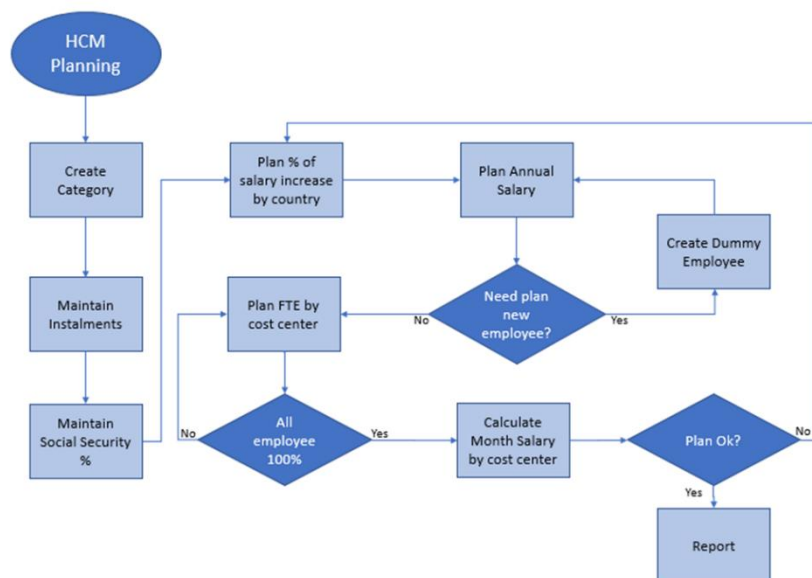 HCM
Planning
Create
Category
Maintain
Instalments
Maintain
Social Security
%
Plan % of
salary increase
by country
Plan Annual
Salary
Create Dummy
Employee
Need plan
new
employee?
No
Yes
Plan FTE by
cost center
All
employee
100%
No
Yes
Calculate
Month Salary
by cost center
Plan Ok?
No
Yes
Report